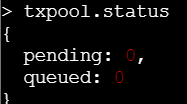 > txpool.status
{
  pending: 0,
  queued: 0
}